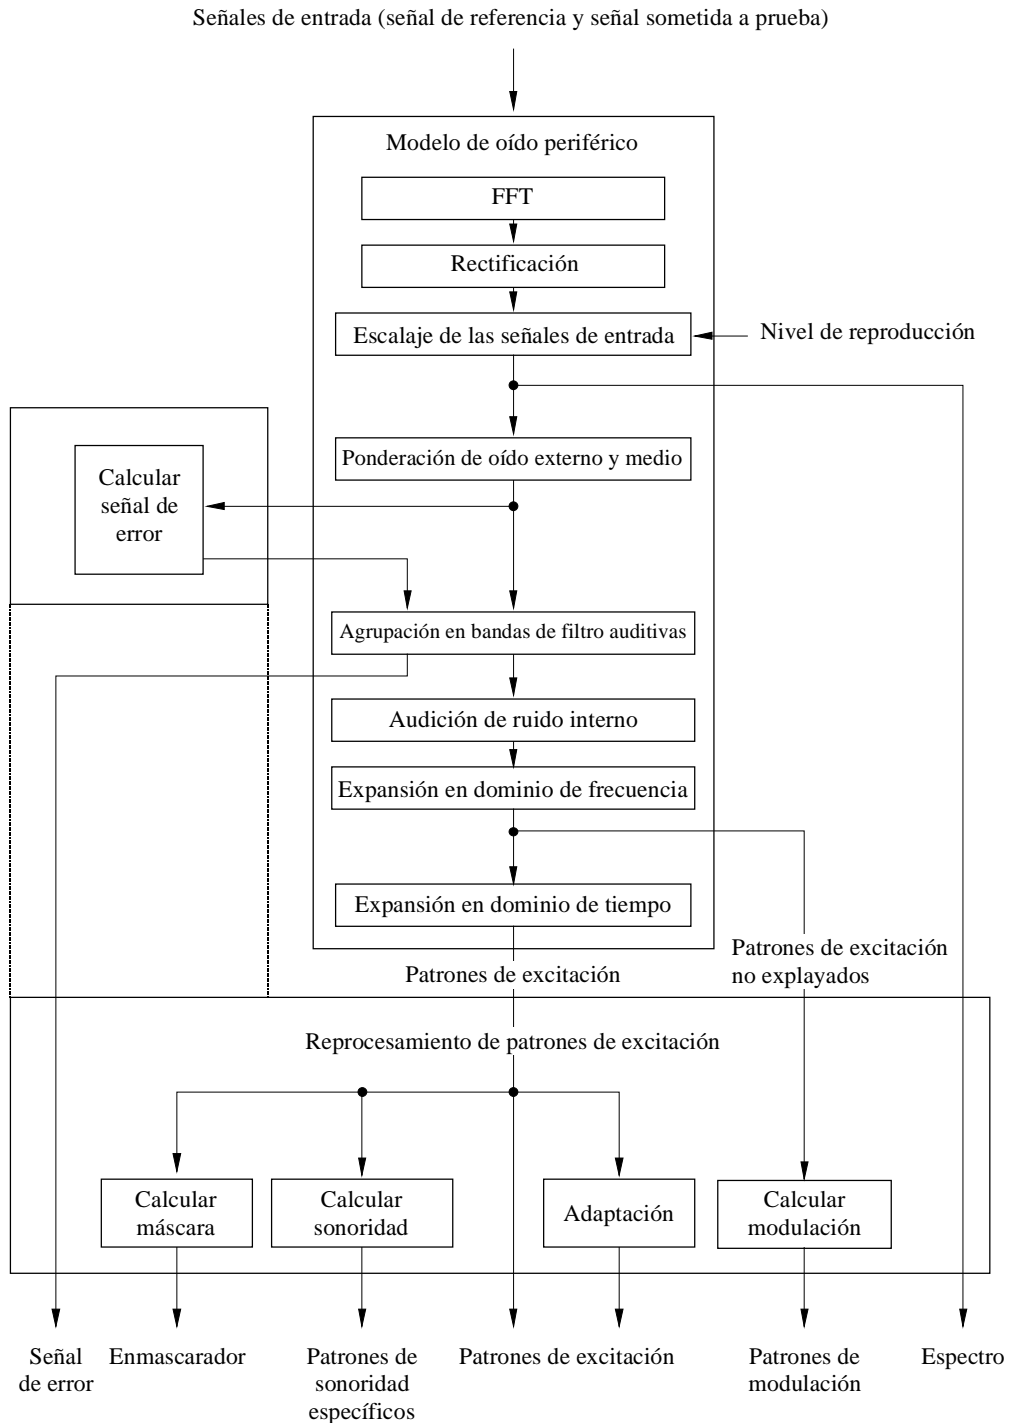 Señales de entrada (señal de referencia y señal sometida a prueba)
Modelo de oído periférico
FFT
Rectificación
Escalaje de las señales de entrada
Nivel de reproducción
Ponderación de oído externo y medio
Calcular
señal de
error
Agrupación en bandas de filtro auditivas
Audición de ruido interno
Expansión en dominio de frecuencia
Expansión en dominio de tiempo
Patrones de excitación
no explayados
Patrones de excitación
Reprocesamiento de patrones de excitación
Calcular
máscara
Calcular
sonoridad
Adaptación
Calcular
modulación
Señal
de error
Enmascarador
Patrones de
sonoridad
específicos
Patrones de excitación
Patrones de
modulación
Espectro